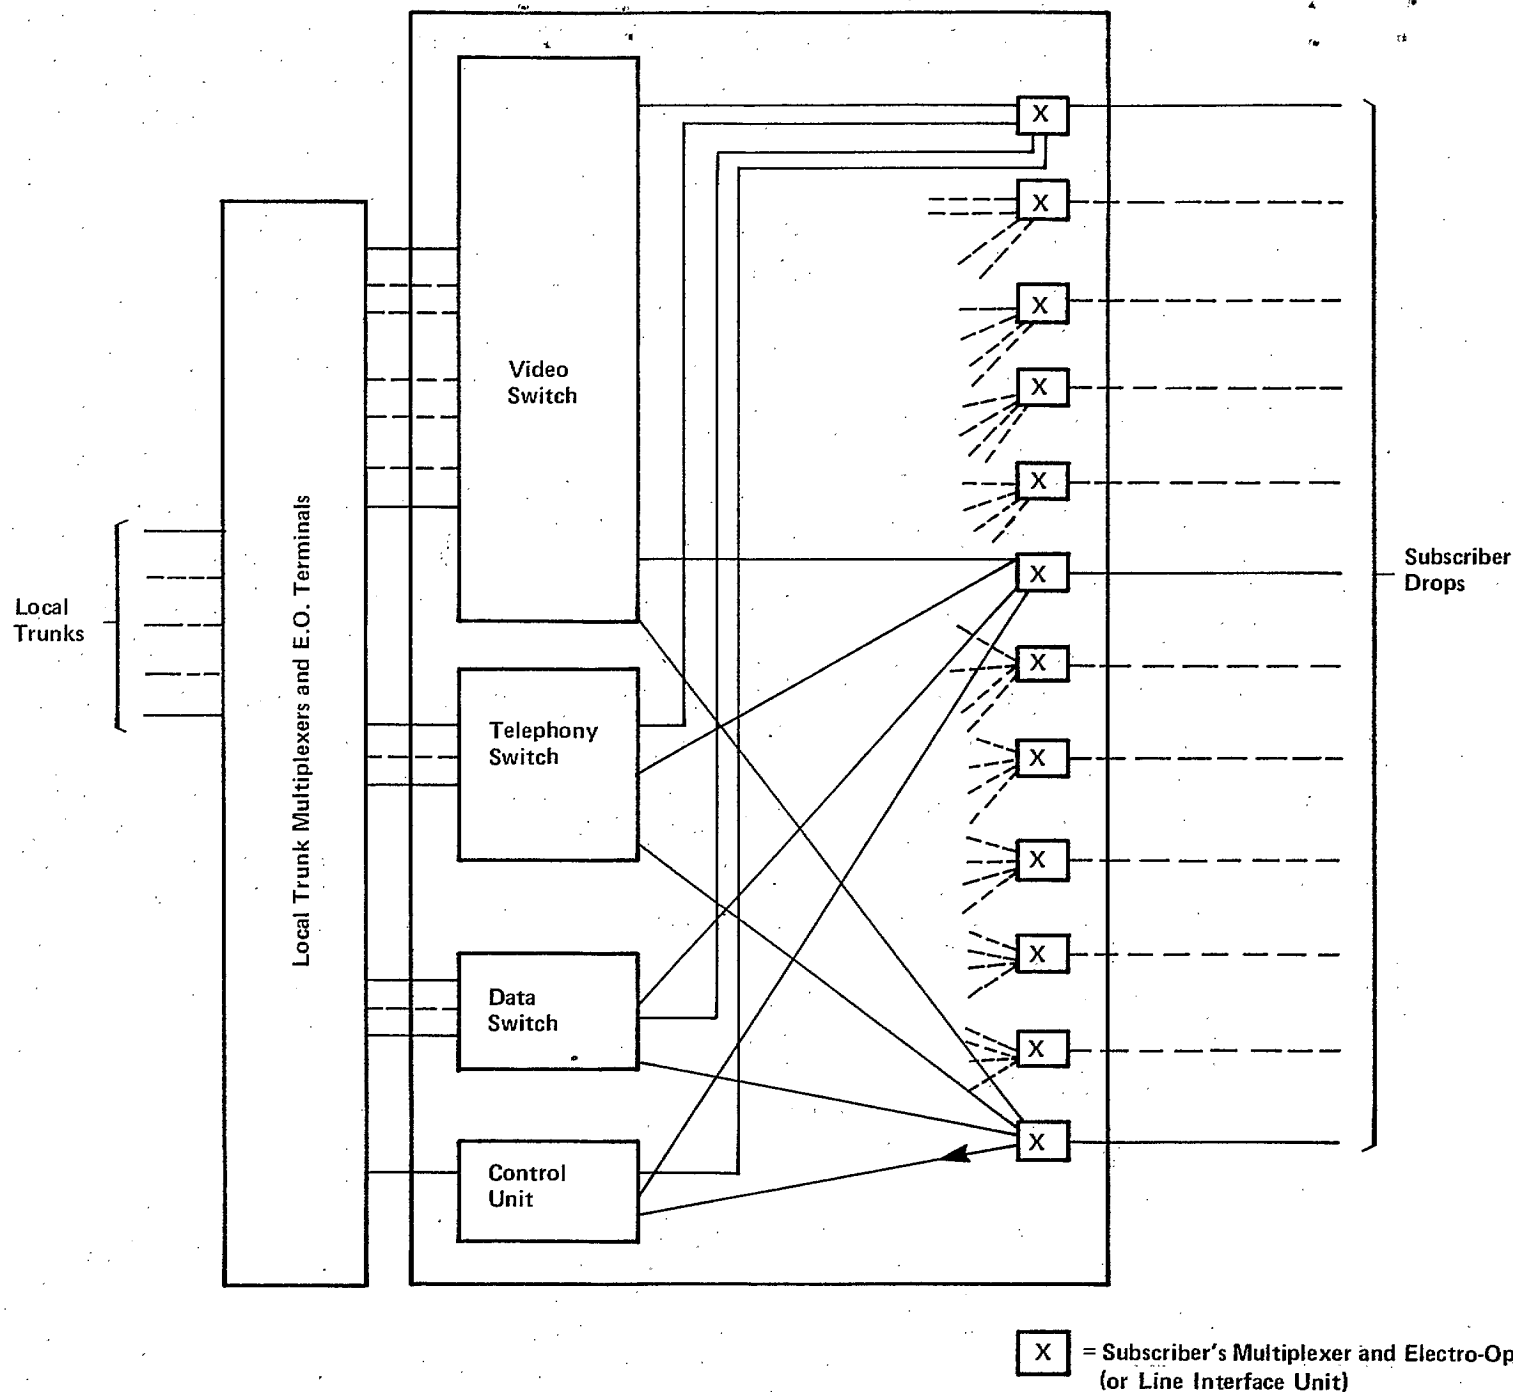 X
X
X
Video
Switch
X
X
Local Trunk Multiplexers and E.O. Terminals
X
Subscriber
Drops
Local
Trunks
X
Telephony
Switch
X
X
X
Data
Switch
X
X
Control
Unit
X = Subscriber's Multiplexer and Electro-Op
(or Line Interface Unit)